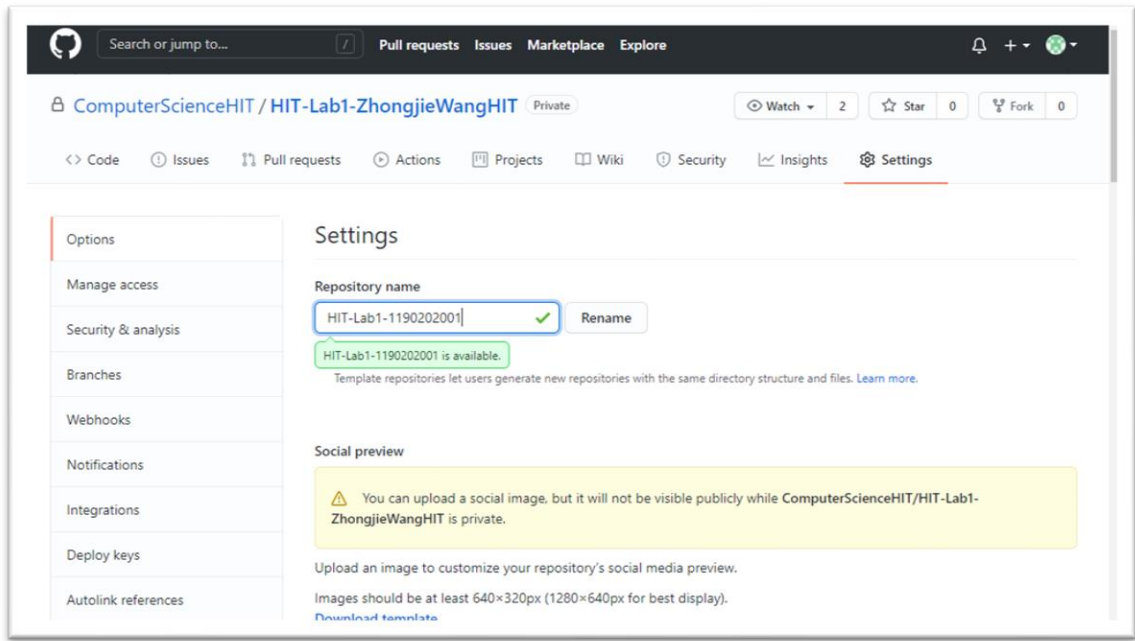 Search or jump to... / Pull requests Issues Marketplace Explore
ComputerScienceHIT / HIT-Lab1-ZhongjieWangHIT Private Watch 2 Star 0 Fork 0
Code Issues Pull requests Actions Projects Wiki Security Insights Settings
Options
Manage access
Security & analysis
Branches
Webhooks
Notifications
Integrations
Deploy keys
Autolink references
Settings
Repository name
HIT-Lab1-1190202001 Rename
HIT-Lab1-1190202001 is available.
Template repositories let users generate new repositories with the same directory structure and files. Learn more.
Social preview
You can upload a social image, but it will not be visible publicly while ComputerScienceHIT/HIT-Lab1-
ZhongjieWangHIT is private.
Upload an image to customize your repository's social media preview.
Images should be at least 640×320px (1280×640px for best display).
Download template